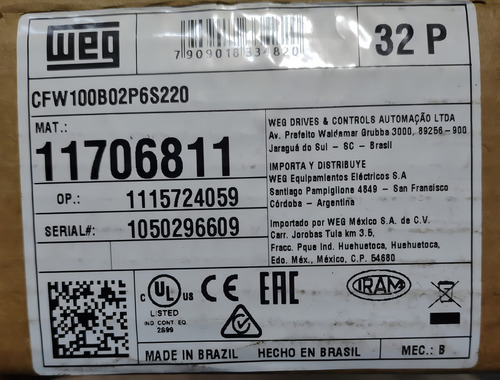 weg
7909018334820
32 P
CFW100B02P6S220
MAT.:
11706811
OP.: 1115724059
SERIAL#: 1050296609
WEG DRIVES & CONTROLS AUTOMAÇÃO LTDA
Av. Prefeito Waldemar Grubba 3000, 89256-900
Jaraguá do Sul - SC - Brasil
IMPORTA Y DISTRIBUYE
WEG Equipamientos Eléctricos S.A
Santiago Pampiglione 4849 - San Francisco
Córdoba - Argentina
Importado por WEG México S.A. de C.V.
Carr. Jorobas Tula km 3.5,
Fracc. Pque Ind. Huehuetoca, Huehuetoca,
Edo. Méx., México, C.P. 54680
C UL US
LISTED
IND. CONT. EQ.
2S99
CE
EAC
IRAM
MADE IN BRAZIL HECHO EN BRASIL
MEC.: B